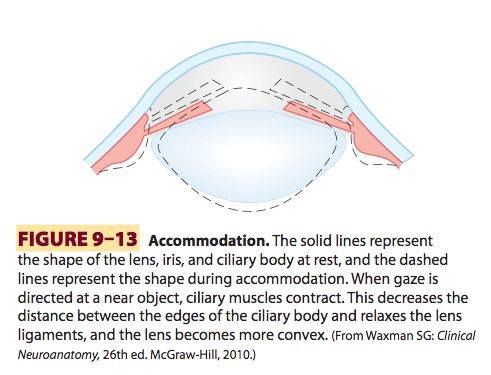 FIGURE 9–13 Accommodation. The solid lines represent
the shape of the lens, iris, and ciliary body at rest, and the dashed
lines represent the shape during accommodation. When gaze is
directed at a near object, ciliary muscles contract. This decreases the
distance between the edges of the ciliary body and relaxes the lens
ligaments, and the lens becomes more convex. (From Waxman SG: Clinical
Neuroanatomy, 26th ed. McGraw-Hill, 2010.)